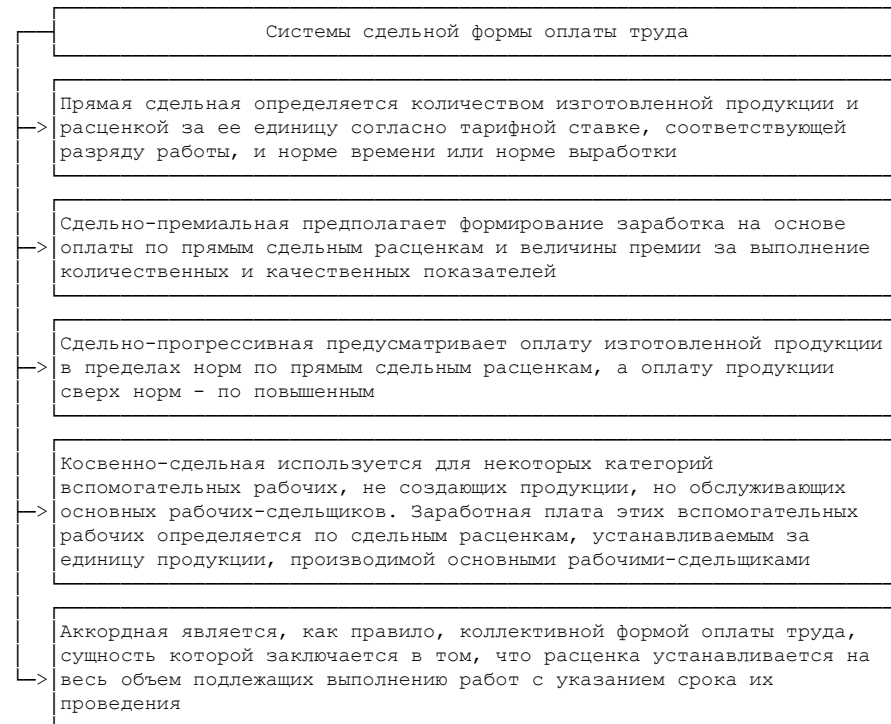 Системы сдельной формы оплаты труда
Прямая сдельная определяется количеством изготовленной продукции и
расценкой за ее единицу согласно тарифной ставке, соответствующей
разряду работы, и норме времени или норме выработки
Сдельно-премиальная предполагает формирование заработка на основе
оплаты по прямым сдельным расценкам и величины премии за выполнение
количественных и качественных показателей
Сдельно-прогрессивная предусматривает оплату изготовленной продукции
в пределах норм по прямым сдельным расценкам, а оплату продукции
сверх норм - по повышенным
Косвенно-сдельная используется для некоторых категорий
вспомогательных рабочих, не создающих продукции, но обслуживающих
основных рабочих-сдельщиков. Заработная плата этих вспомогательных
рабочих определяется по сдельным расценкам, устанавливаемым за
единицу продукции, производимой основными рабочими-сдельщиками
Аккордная является, как правило, коллективной формой оплаты труда,
сущность которой заключается в том, что расценка устанавливается на
весь объем подлежащих выполнению работ с указанием срока их
проведения